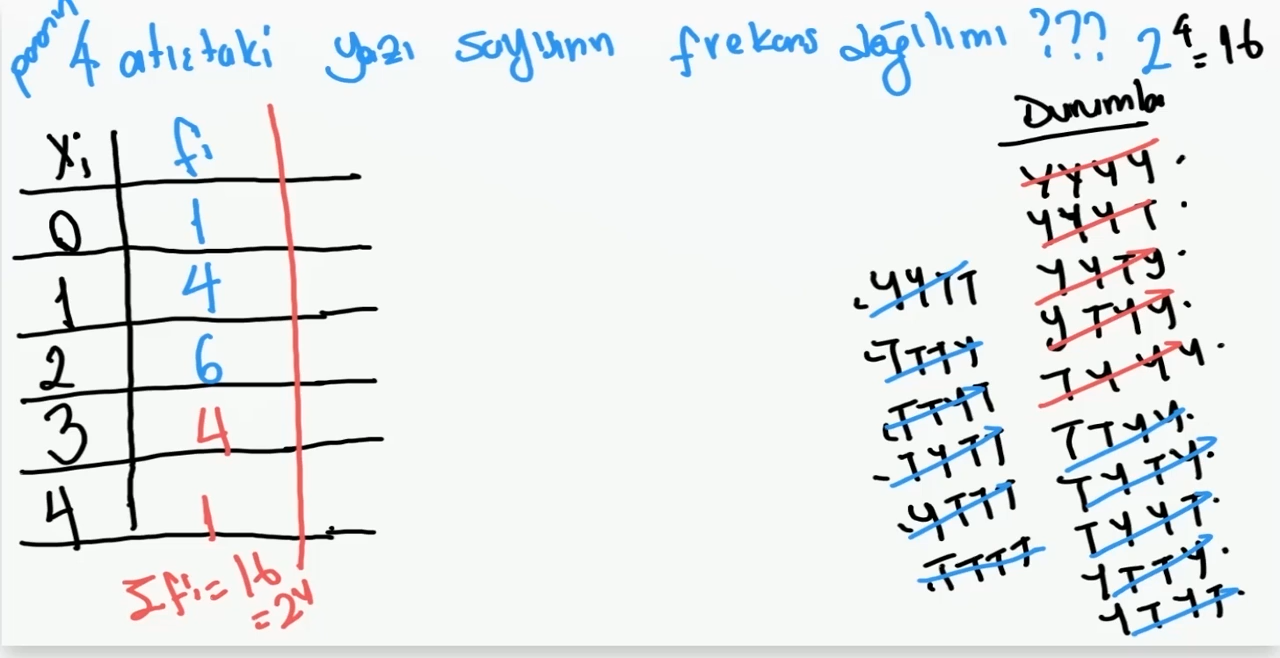 paranın 4 atıştaki yazı sayısının frekans dağılımı ??? 2⁴ = 16
xi fi
0 1
1 4
2 6
3 4
4 1
Σfi = 16
= 2⁴
YYTT
TTTY
TTYT
TYTT
YTTT
TTTT
Durumlar
YYYY
YYYT
YYTY
YTYY
TYYY
TTYY
TYTY
TYYT
YTTY
YTYT